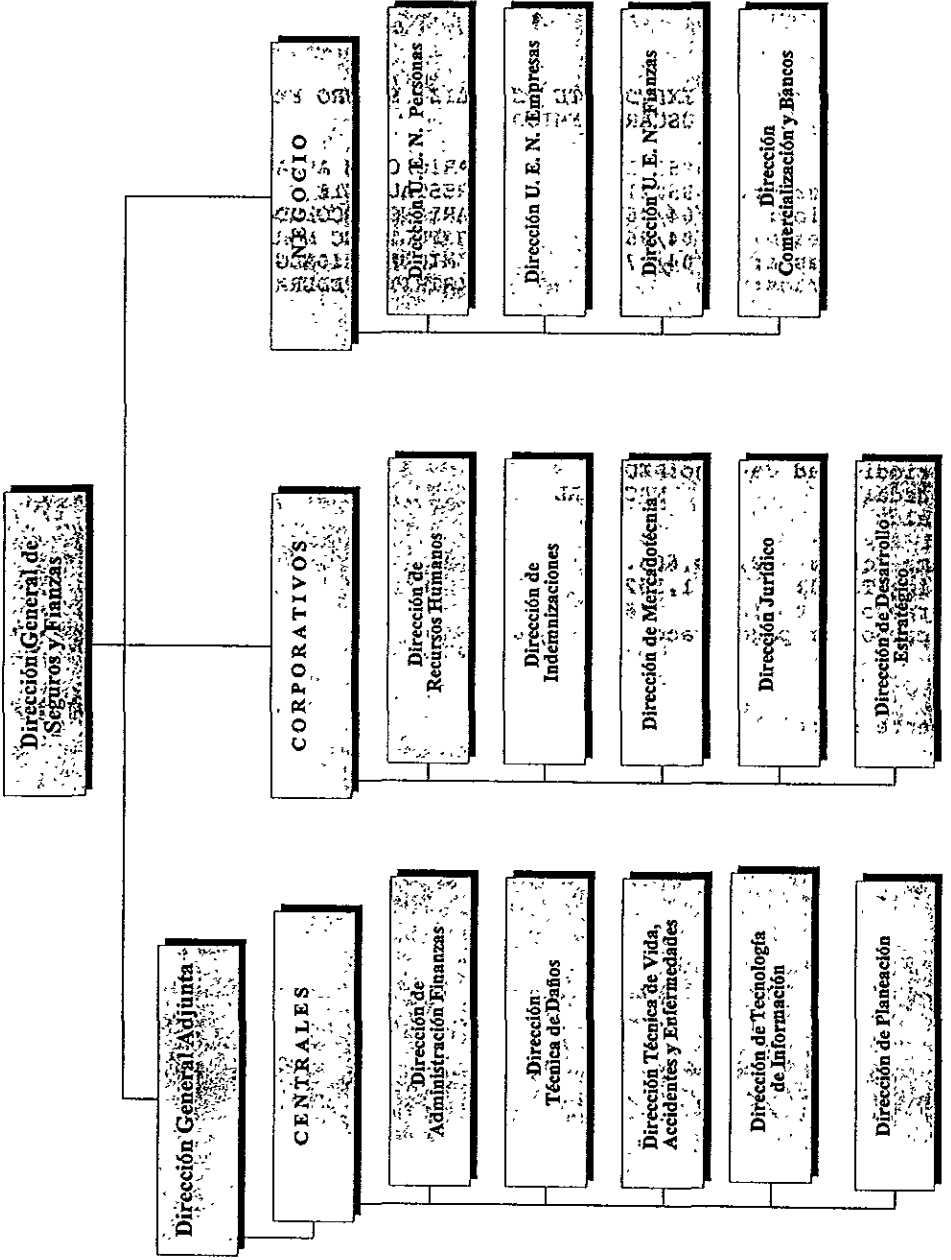 Dirección General de
Seguros y Fianzas
Dirección General Adjunta
CENTRALES
Dirección de
Administración Finanzas
Dirección
Técnica de Daños
Dirección Técnica de Vida,
Accidentes y Enfermedades
Dirección de Tecnología
de Información
Dirección de Planeación
CORPORATIVOS
Dirección de
Recursos Humanos
Dirección de
Indemnizaciones
Dirección de Mercadotécnia
Dirección Jurídico
Dirección de Desarrollo
Estratégico
NEGOCIO
Dirección U. E. N. Personas
Dirección U. E. N. Empresas
Dirección U. E. N. Fianzas
Dirección
Comercialización y Bancos